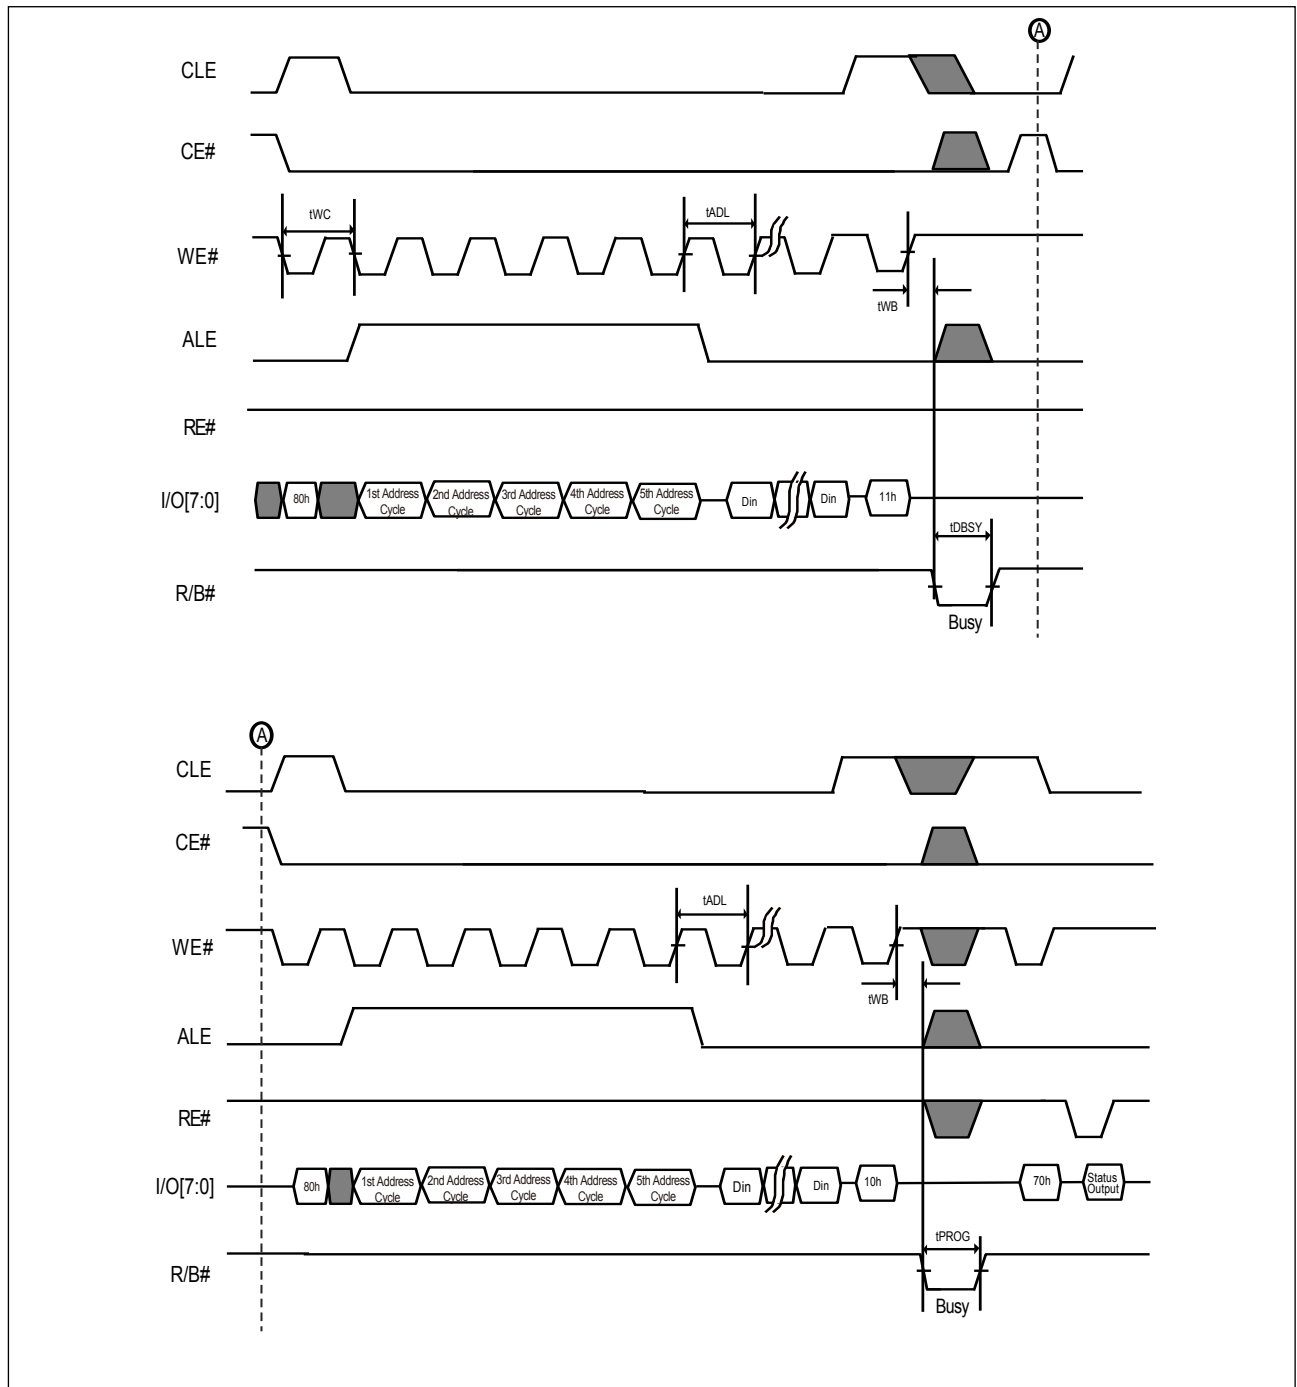 A
CLE
CE#
tWC
tADL
WE#
tWB
ALE
RE#
I/O[7:0]
80h
1st Address
Cycle
2nd Address
Cycle
3rd Address
Cycle
4th Address
Cycle
5th Address
Cycle
Din
Din
11h
tDBSY
R/B#
Busy
A
CLE
CE#
tADL
WE#
tWB
ALE
RE#
I/O[7:0]
80h
1st Address
Cycle
2nd Address
Cycle
3rd Address
Cycle
4th Address
Cycle
5th Address
Cycle
Din
Din
10h
70h
Status
Output
tPROG
R/B#
Busy